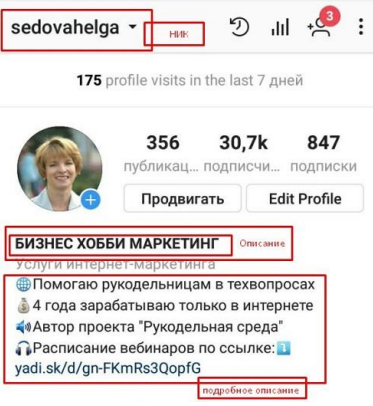 sedovahelga
ник
3
175 profile visits in the last 7 дней
356 30,7k 847
публикац... подписчи... подписки
Продвигать Edit Profile
БИЗНЕС ХОББИ МАРКЕТИНГ Описание
Услуги интернет-маркетинга
Помогаю рукодельницам в техвопросах
4 года зарабатываю только в интернете
Автор проекта "Рукодельная среда"
Расписание вебинаров по ссылке:
yadi.sk/d/gn-FKmRs3QopfG
подробное описание